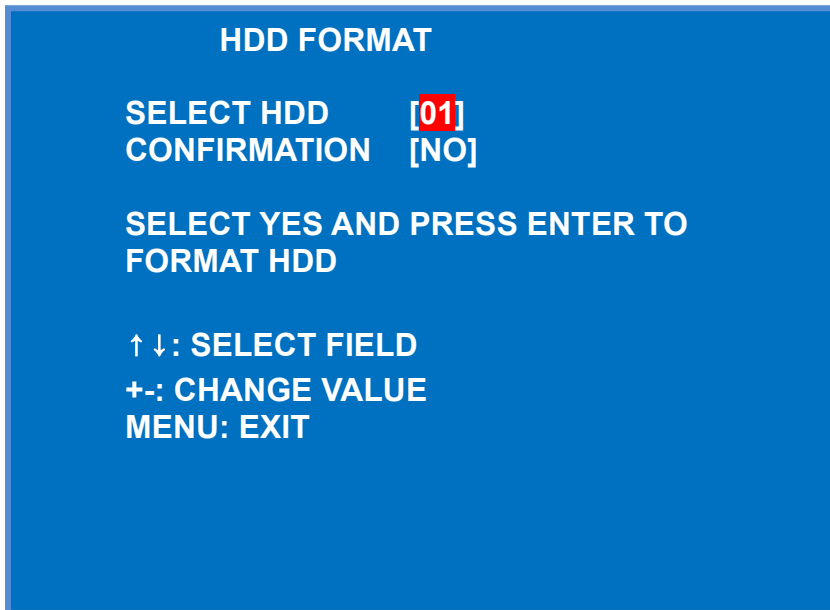 HDD FORMAT
SELECT HDD [01]
CONFIRMATION [NO]
SELECT YES AND PRESS ENTER TO
FORMAT HDD
↑↓: SELECT FIELD
+-: CHANGE VALUE
MENU: EXIT